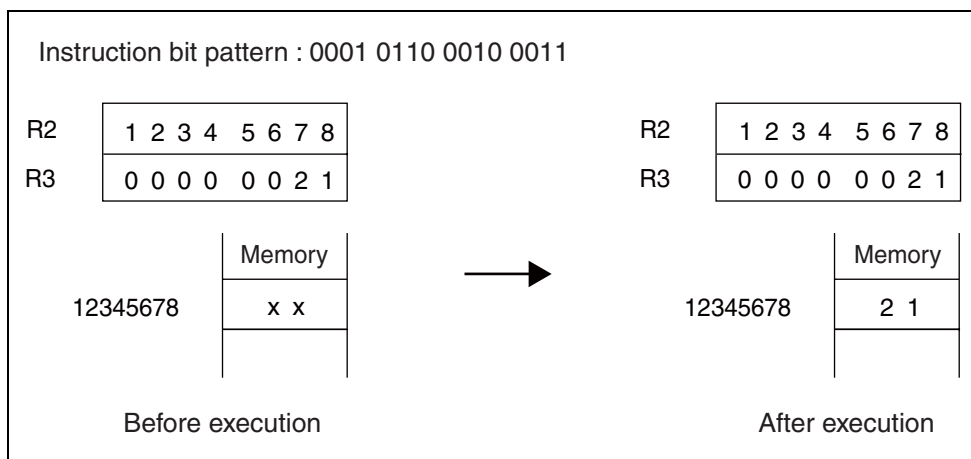 Instruction bit pattern : 0001 0110 0010 0011
R2 1 2 3 4 5 6 7 8 R2 1 2 3 4 5 6 7 8
R3 0 0 0 0 0 0 2 1 R3 0 0 0 0 0 0 2 1
Memory Memory
12345678 x x 12345678 2 1
Before execution After execution